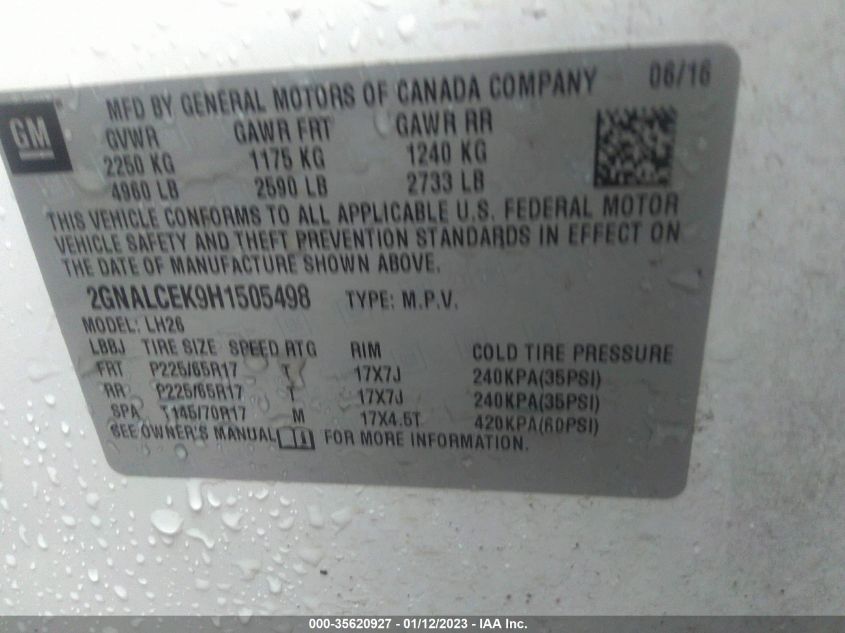 GM
MFD BY GENERAL MOTORS OF CANADA COMPANY 06/16
GVWR GAWR FRT GAWR RR
2250 KG 1175 KG 1240 KG
4960 LB 2590 LB 2733 LB
THIS VEHICLE CONFORMS TO ALL APPLICABLE U.S. FEDERAL MOTOR
VEHICLE SAFETY AND THEFT PREVENTION STANDARDS IN EFFECT ON
THE DATE OF MANUFACTURE SHOWN ABOVE.
2GNALCEK9H1505498 TYPE: M.P.V.
MODEL: LH26
LBBJ TIRE SIZE SPEED RTG RIM COLD TIRE PRESSURE
FRT P225/65R17 T 17X7J 240KPA(35PSI)
RR P225/65R17 T 17X7J 240KPA(35PSI)
SPA T145/70R17 M 17X4.5T 420KPA(60PSI)
SEE OWNER'S MANUAL FOR MORE INFORMATION.
000-35620927 - 01/12/2023 - IAA Inc.